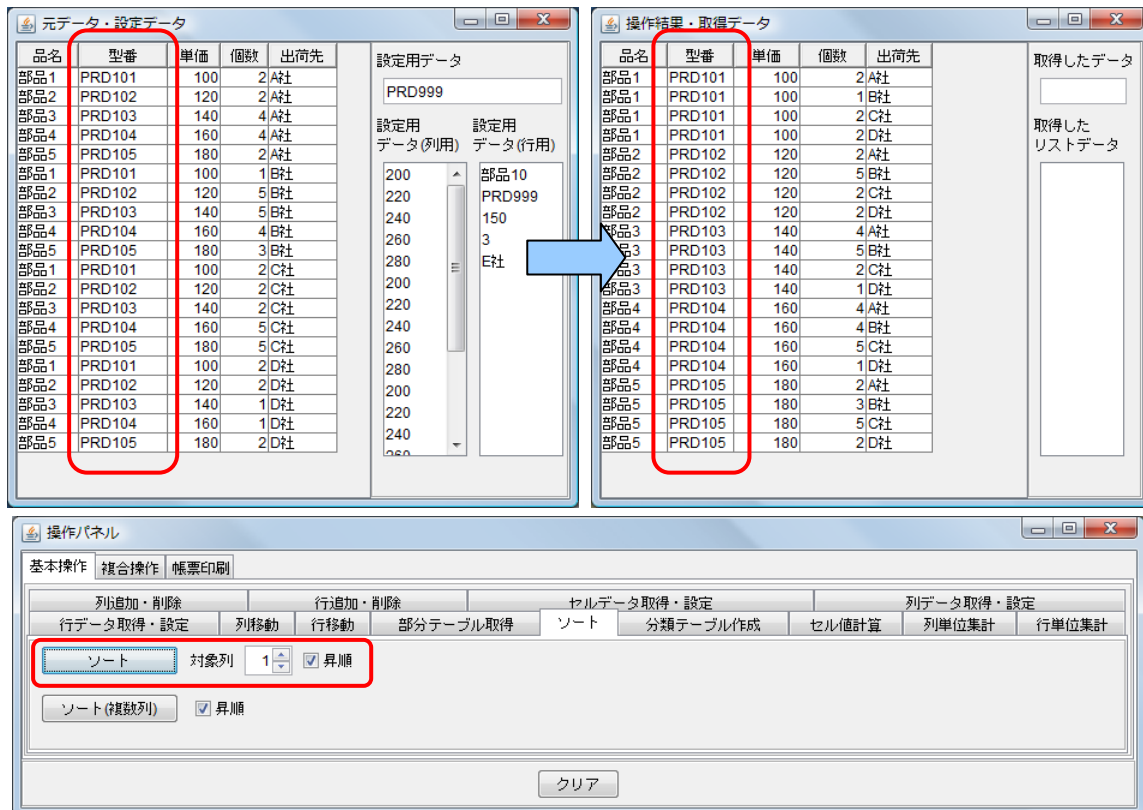 元データ・設定データ
品名 型番 単価 個数 出荷先
部品1 PRD101 100 2 A社
部品2 PRD102 120 2 A社
部品3 PRD103 140 4 A社
部品4 PRD104 160 4 A社
部品5 PRD105 180 2 A社
部品1 PRD101 100 1 B社
部品2 PRD102 120 5 B社
部品3 PRD103 140 5 B社
部品4 PRD104 160 4 B社
部品5 PRD105 180 3 B社
部品1 PRD101 100 2 C社
部品2 PRD102 120 2 C社
部品3 PRD103 140 2 C社
部品4 PRD104 160 5 C社
部品5 PRD105 180 5 C社
部品1 PRD101 100 2 D社
部品2 PRD102 120 2 D社
部品3 PRD103 140 1 D社
部品4 PRD104 160 1 D社
部品5 PRD105 180 2 D社
設定用データ
PRD999
設定用
データ(列用)
200
220
240
260
280
200
220
240
260
280
200
220
240
260
設定用
データ(行用)
部品10
PRD999
150
3
E社
操作結果・取得データ
品名 型番 単価 個数 出荷先
部品1 PRD101 100 2 A社
部品1 PRD101 100 1 B社
部品1 PRD101 100 2 C社
部品1 PRD101 100 2 D社
部品2 PRD102 120 2 A社
部品2 PRD102 120 5 B社
部品2 PRD102 120 2 C社
部品2 PRD102 120 2 D社
部品3 PRD103 140 4 A社
品3 PRD103 140 5 B社
品3 PRD103 140 2 C社
部品3 PRD103 140 1 D社
部品4 PRD104 160 4 A社
部品4 PRD104 160 4 B社
部品4 PRD104 160 5 C社
部品4 PRD104 160 1 D社
部品5 PRD105 180 2 A社
部品5 PRD105 180 3 B社
部品5 PRD105 180 5 C社
部品5 PRD105 180 2 D社
取得したデータ
取得した
リストデータ
操作パネル
基本操作 複合操作 帳票印刷
列追加・削除 行追加・削除 セルデータ取得・設定 列データ取得・設定
行データ取得・設定 列移動 行移動 部分テーブル取得 ソート 分類テーブル作成 セル値計算 列単位集計 行単位集計
ソート 対象列 1 昇順
ソート(複数列) 昇順
クリア